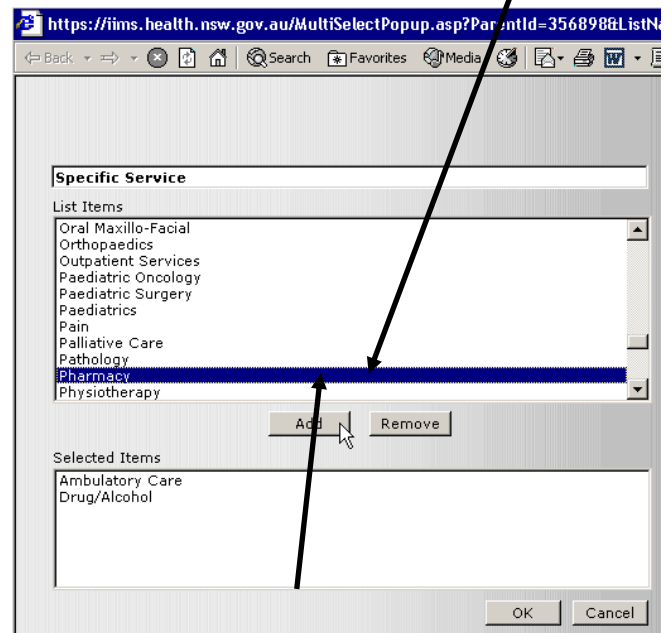 https://iims.health.nsw.gov.au/MultiSelectPopup.asp?ParentId=356898&ListNa
Back Search Favorites Media
Specific Service
List Items
Oral Maxillo-Facial
Orthopaedics
Outpatient Services
Paediatric Oncology
Paediatric Surgery
Paediatrics
Pain
Palliative Care
Pathology
Pharmacy
Physiotherapy
Add Remove
Selected Items
Ambulatory Care
Drug/Alcohol
OK Cancel